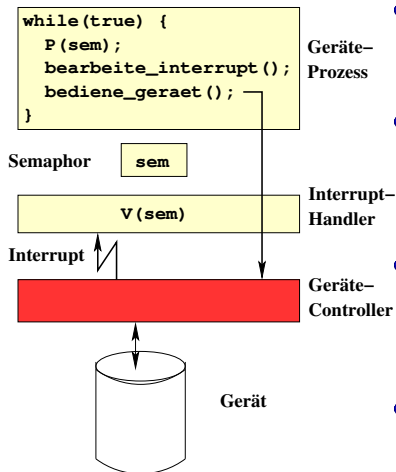 while(true) {
P(sem);
bearbeite_interrupt();
bediene_geraet();
}
Geräte–
Prozess
Semaphor
sem
Interrupt–
Handler
V(sem)
Interrupt
Geräte–
Controller
Gerät